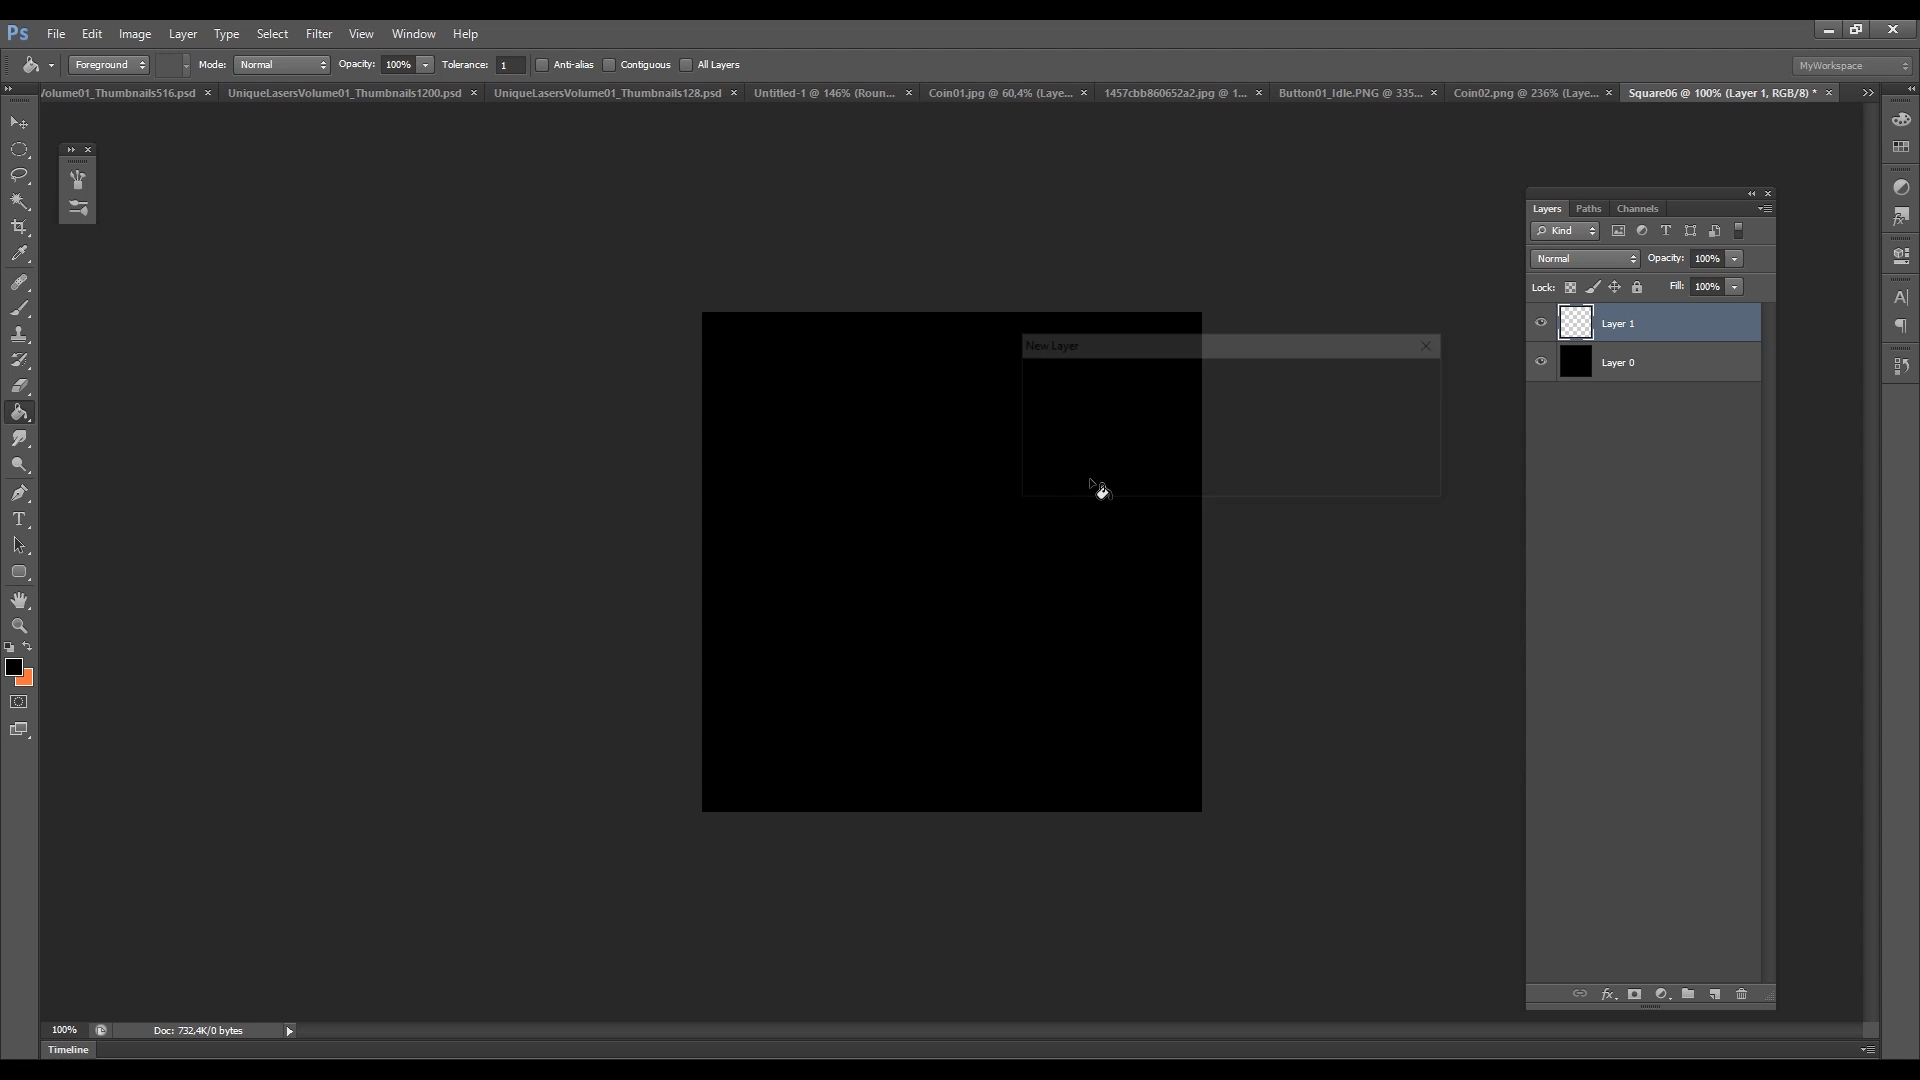 Ps File Edit Image Layer Type Select Filter View Window Help
Foreground Mode: Normal Opacity: 100% Tolerance: 1 Anti-alias Contiguous All Layers MyWorkspace
Volume01_Thumbnails516.psd UniqueLasersVolume01_Thumbnails1200.psd UniqueLasersVolume01_Thumbnails128.psd Untitled-1 @ 146% (Roun... Coin01.jpg @ 60,4% (Laye... 1457cbb860652a2.jpg @ 1... Button01_Idle.PNG @ 335... Coin02.png @ 236% (Laye... Square06 @ 100% (Layer 1, RGB/8) *
Layers Paths Channels
Kind
Normal Opacity: 100%
Lock: Fill: 100%
Layer 1
New Layer
Layer 0
100% Doc: 732,4K/0 bytes
Timeline